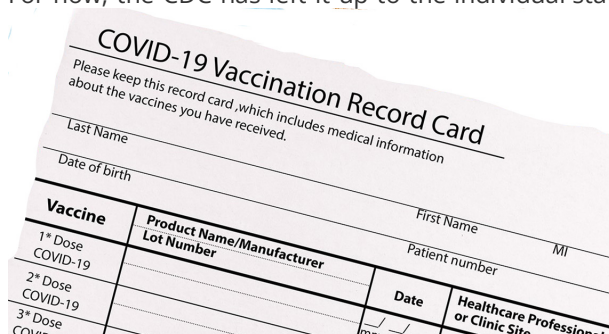 For now, the CDC has left it up to the individual sta
COVID-19 Vaccination Record Card
Please keep this record card ,which includes medical information
about the vaccines you have received.
Last Name
First Name
MI
Date of birth
Patient number
Vaccine
Product Name/Manufacturer
Lot Number
Date
Healthcare Professional
or Clinic Site
1* Dose
COVID-19
2* Dose
COVID-19
3* Dose